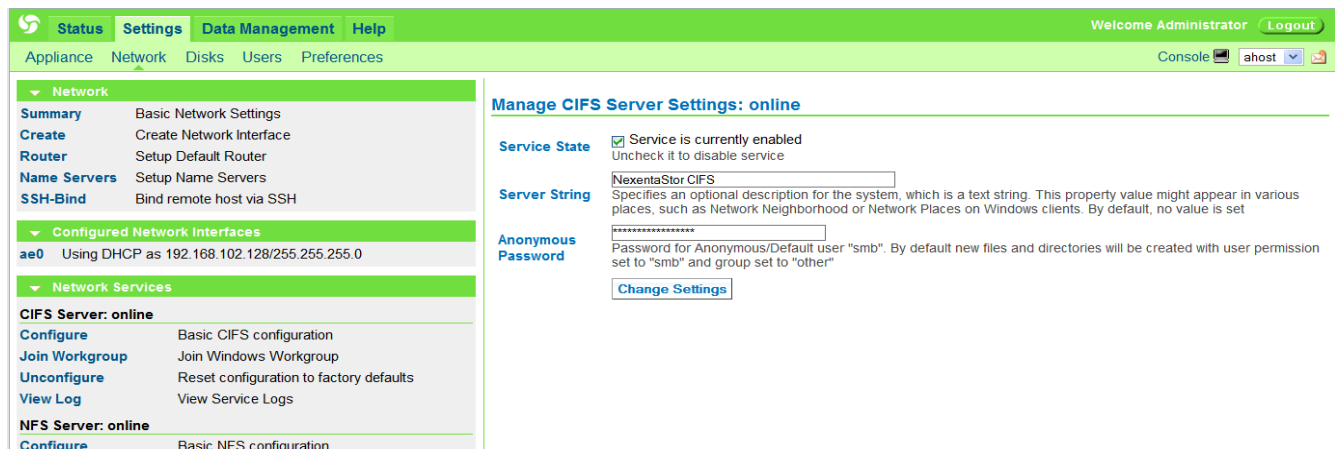 Status Settings Data Management Help
Welcome Administrator Logout
Appliance Network Disks Users Preferences
Console ahost
Network
Summary Basic Network Settings
Create Create Network Interface
Router Setup Default Router
Name Servers Setup Name Servers
SSH-Bind Bind remote host via SSH
Configured Network Interfaces
ae0 Using DHCP as 192.168.102.128/255.255.255.0
Network Services
CIFS Server: online
Configure Basic CIFS configuration
Join Workgroup Join Windows Workgroup
Unconfigure Reset configuration to factory defaults
View Log View Service Logs
NFS Server: online
Configure Basic NFS configuration
Manage CIFS Server Settings: online
Service State Service is currently enabled
Uncheck it to disable service
NexentaStor CIFS
Server String Specifies an optional description for the system, which is a text string. This property value might appear in various
places, such as Network Neighborhood or Network Places on Windows clients. By default, no value is set
*****************
Anonymous Password Password for Anonymous/Default user "smb". By default new files and directories will be created with user permission
set to "smb" and group set to "other"
Change Settings